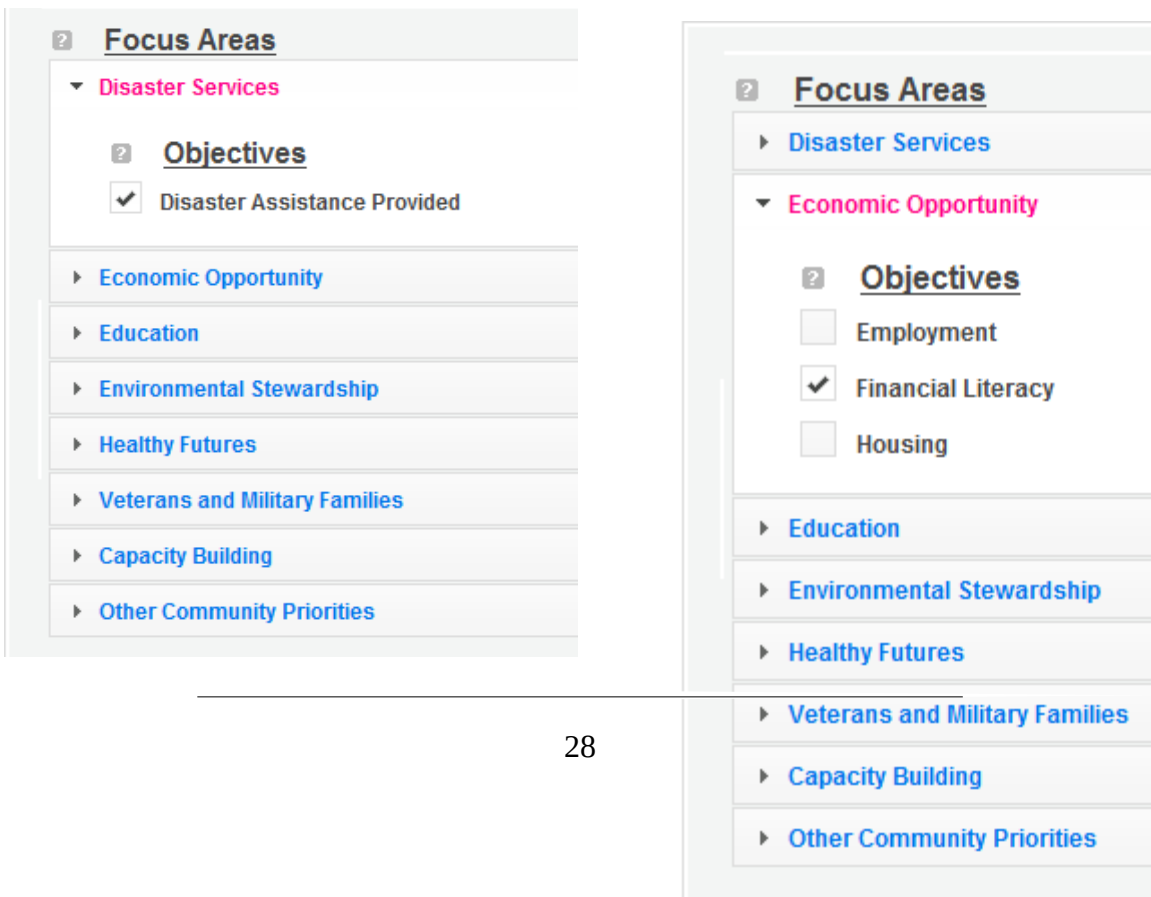 Focus Areas
Disaster Services
Objectives
Disaster Assistance Provided
Economic Opportunity
Education
Environmental Stewardship
Healthy Futures
Veterans and Military Families
Capacity Building
Other Community Priorities
28
Focus Areas
Disaster Services
Economic Opportunity
Objectives
Employment
Financial Literacy
Housing
Education
Environmental Stewardship
Healthy Futures
Veterans and Military Families
Capacity Building
Other Community Priorities